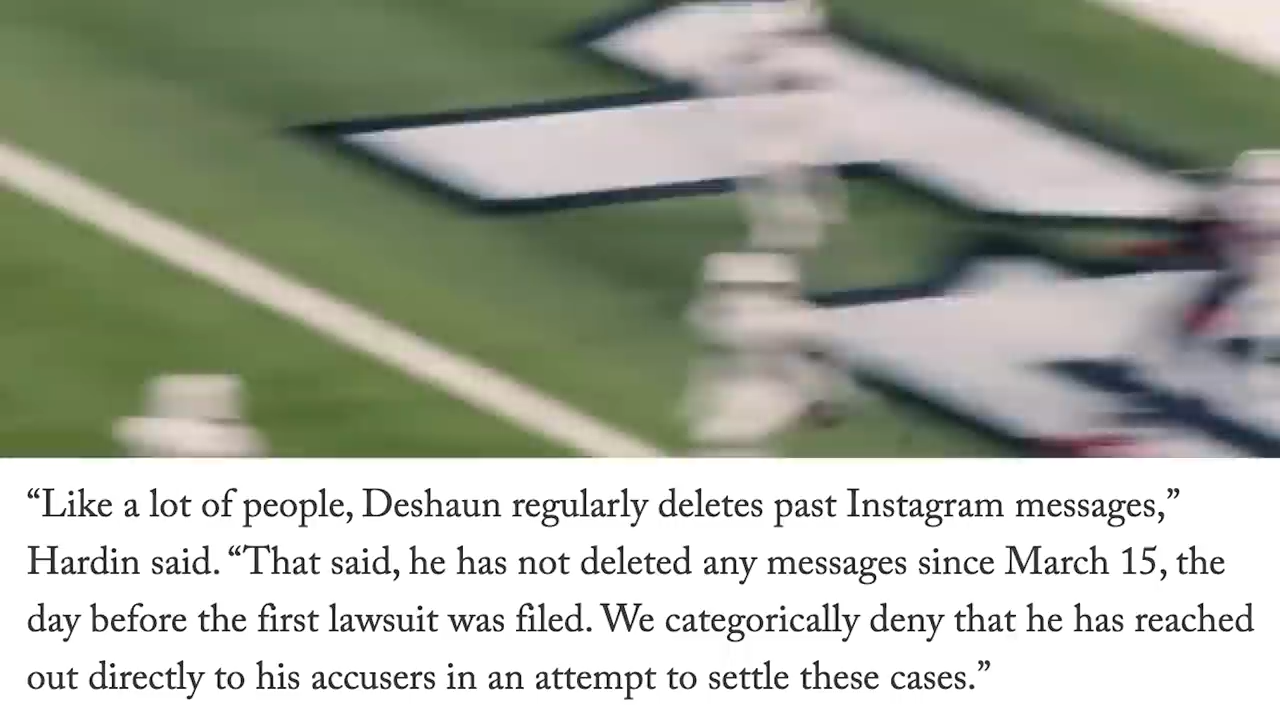 “Like a lot of people, Deshaun regularly deletes past Instagram messages,”
Hardin said. “That said, he has not deleted any messages since March 15, the
day before the first lawsuit was filed. We categorically deny that he has reached
out directly to his accusers in an attempt to settle these cases.”